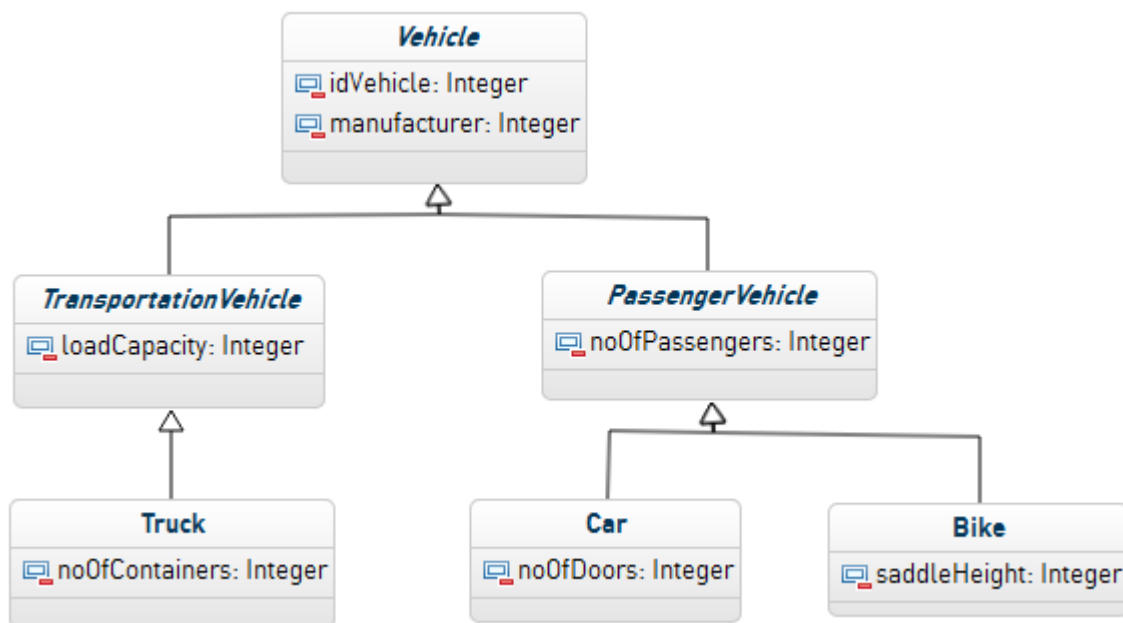 Vehicle
idVehicle: Integer
manufacturer: Integer
TransportationVehicle
loadCapacity: Integer
PassengerVehicle
noOfPassengers: Integer
Truck
noOfContainers: Integer
Car
noOfDoors: Integer
Bike
saddleHeight: Integer